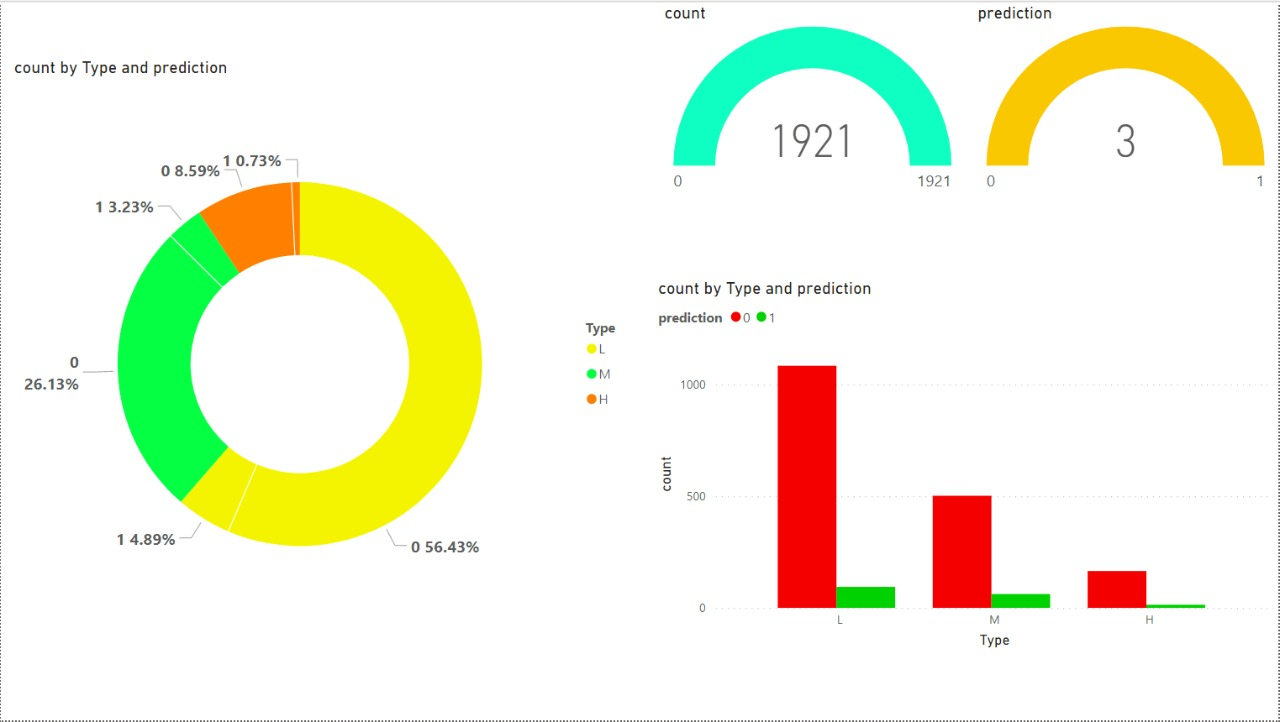 count by Type and prediction
1 0.73%
0 8.59%
1 3.23%
0
26.13%
1 4.89%
0 56.43%
Type
L
M
H
count
1921
0 1921
prediction
3
0 1
count by Type and prediction
prediction 0 1
count
1000
500
0
L M H
Type